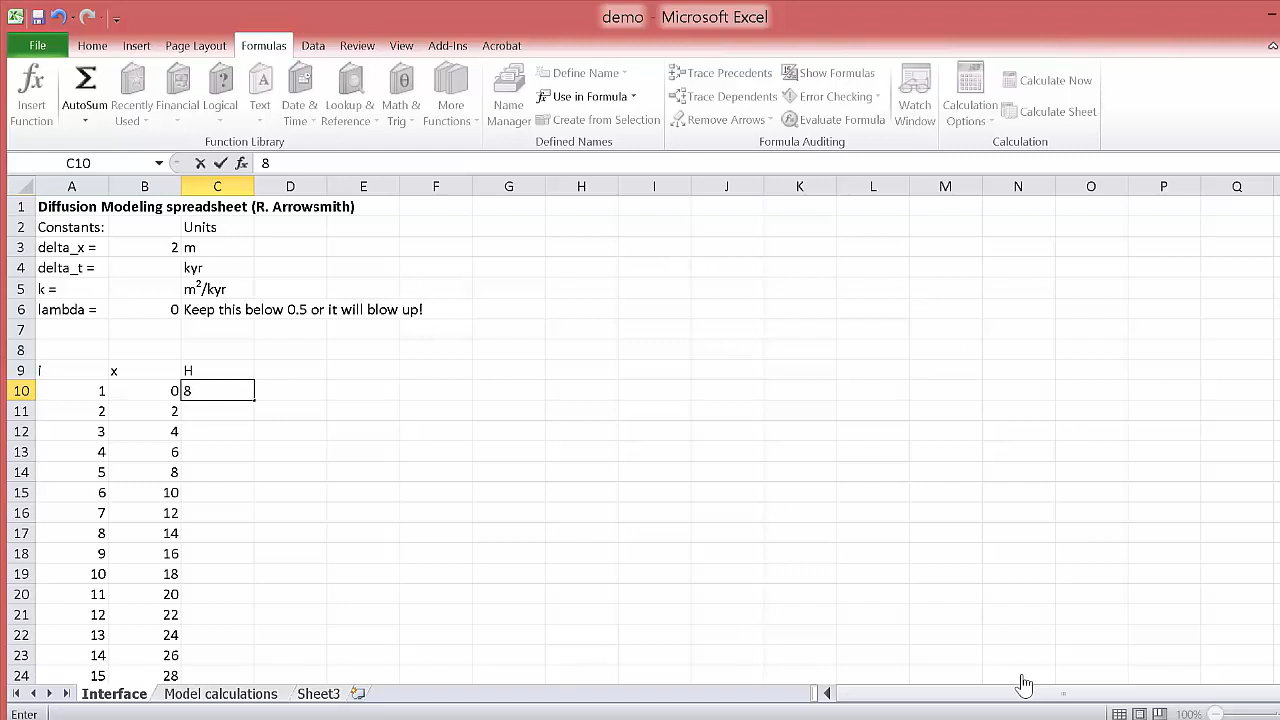 demo - Microsoft Excel
File Home Insert Page Layout Formulas Data Review View Add-Ins Acrobat
Insert Function
AutoSum
Recently Used
Financial
Logical
Text
Date & Time
Lookup & Reference
Math & Trig
More Functions
Function Library
Name Manager
Define Name
Use in Formula
Create from Selection
Defined Names
Trace Precedents
Trace Dependents
Remove Arrows
Show Formulas
Error Checking
Evaluate Formula
Formula Auditing
Watch Window
Calculation Options
Calculate Now
Calculate Sheet
Calculation
C10 fx 8
A B C D E F G H I J K L M N O P Q
1 Diffusion Modeling spreadsheet (R. Arrowsmith)
2 Constants: Units
3 delta_x = 2 m
4 delta_t = kyr
5 k = m²/kyr
6 lambda = 0 Keep this below 0.5 or it will blow up!
7
8
9 i x H
10 1 0 8
11 2 2
12 3 4
13 4 6
14 5 8
15 6 10
16 7 12
17 8 14
18 9 16
19 10 18
20 11 20
21 12 22
22 13 24
23 14 26
24 15 28
Interface Model calculations Sheet3
Enter 100%